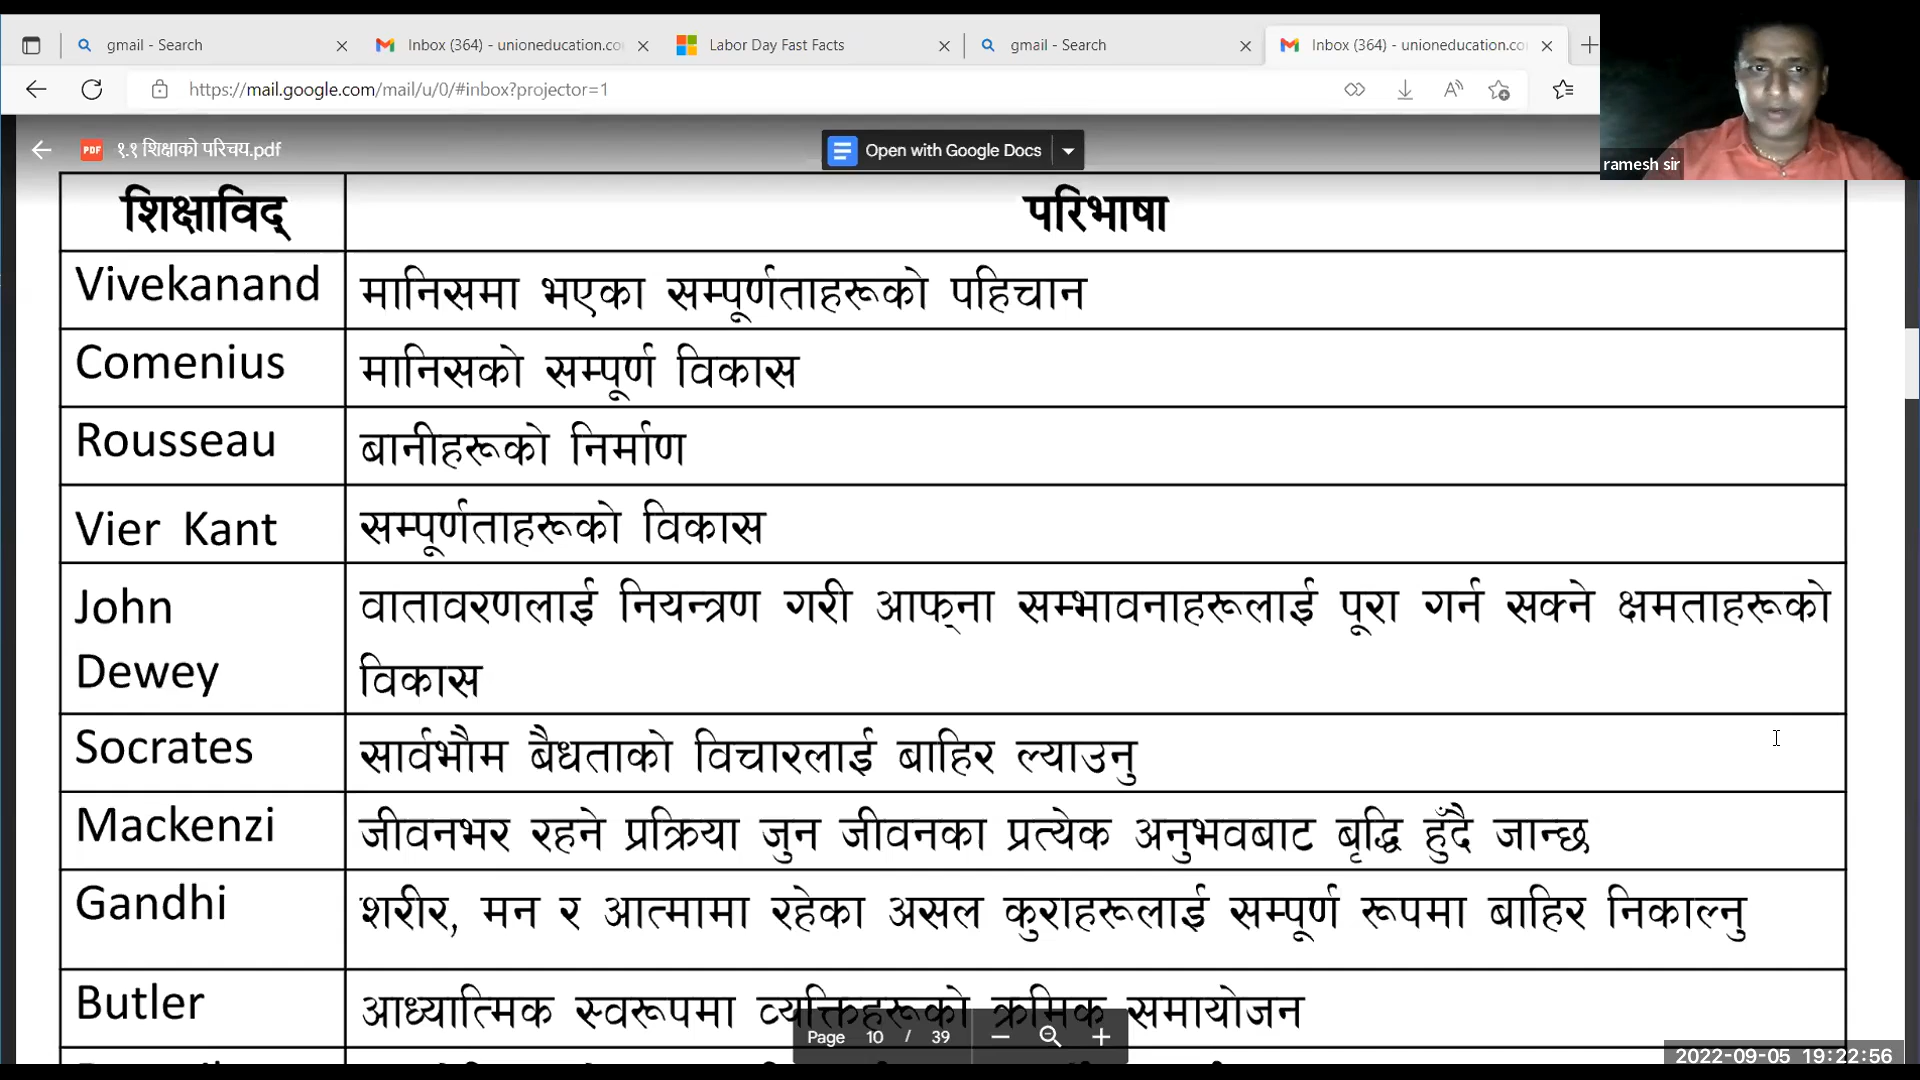 gmail - Search
Inbox (364) - unioneducation.co
Labor Day Fast Facts
gmail - Search
Inbox (364) - unioneducation.co
https://mail.google.com/mail/u/0/#inbox?projector=1
PDF १.१ शिक्षाको परिचय.pdf
Open with Google Docs
ramesh sir
शिक्षाविद् परिभाषा
Vivekanand मानिसमा भएका सम्पूर्णताहरूको पहिचान
Comenius मानिसको सम्पूर्ण विकास
Rousseau बानीहरूको निर्माण
Vier Kant सम्पूर्णताहरूको विकास
John वातावरणलाई नियन्त्रण गरी आफ्‌ना सम्भावनाहरूलाई पूरा गर्न सक्ने क्षमताहरूको
Dewey विकास
Socrates सार्वभौम बैधताको विचारलाई बाहिर ल्याउनु
Mackenzi जीवनभर रहने प्रक्रिया जुन जीवनका प्रत्येक अनुभवबाट बृद्धि हुँदै जान्छ
Gandhi शरीर, मन र आत्मामा रहेका असल कुराहरूलाई सम्पूर्ण रूपमा बाहिर निकाल्नु
Butler आध्यात्मिक स्वरूपमा व्यक्तिहरूको क्रमिक समायोजन
Page 10 / 39
2022-09-05 19:22:56